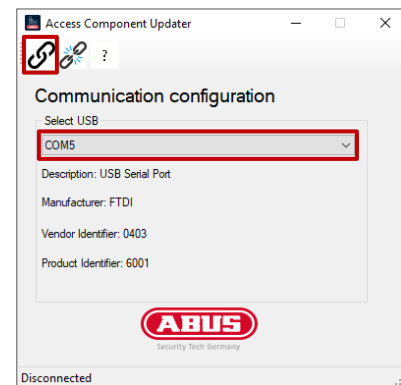 Access Component Updater
?
Communication configuration
Select USB
COM5
Description: USB Serial Port
Manufacturer: FTDI
Vendor Identifier: 0403
Product Identifier: 6001
ABUS
Security Tech Germany
Disconnected